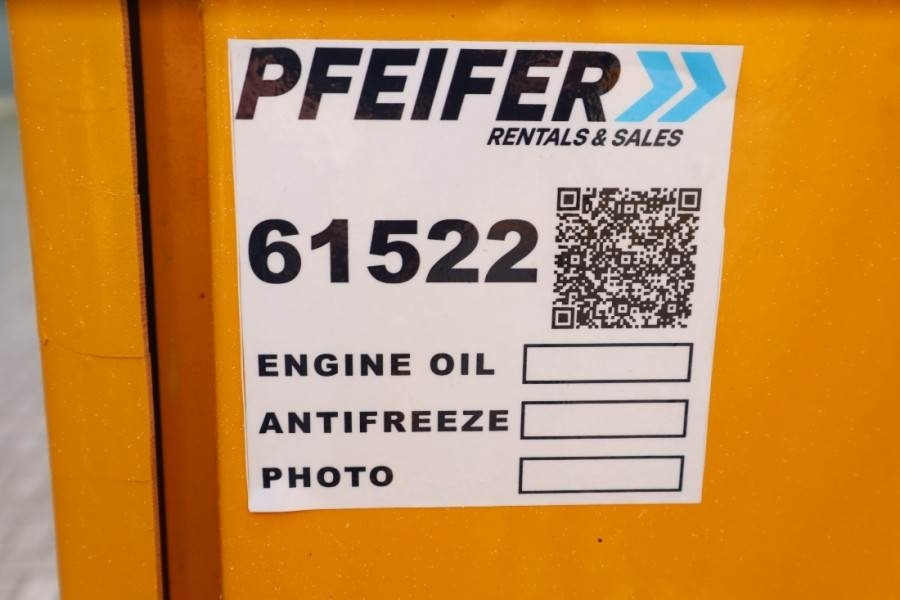 PFEIFER
RENTALS & SALES
61522
ENGINE OIL
ANTIFREEZE
PHOTO